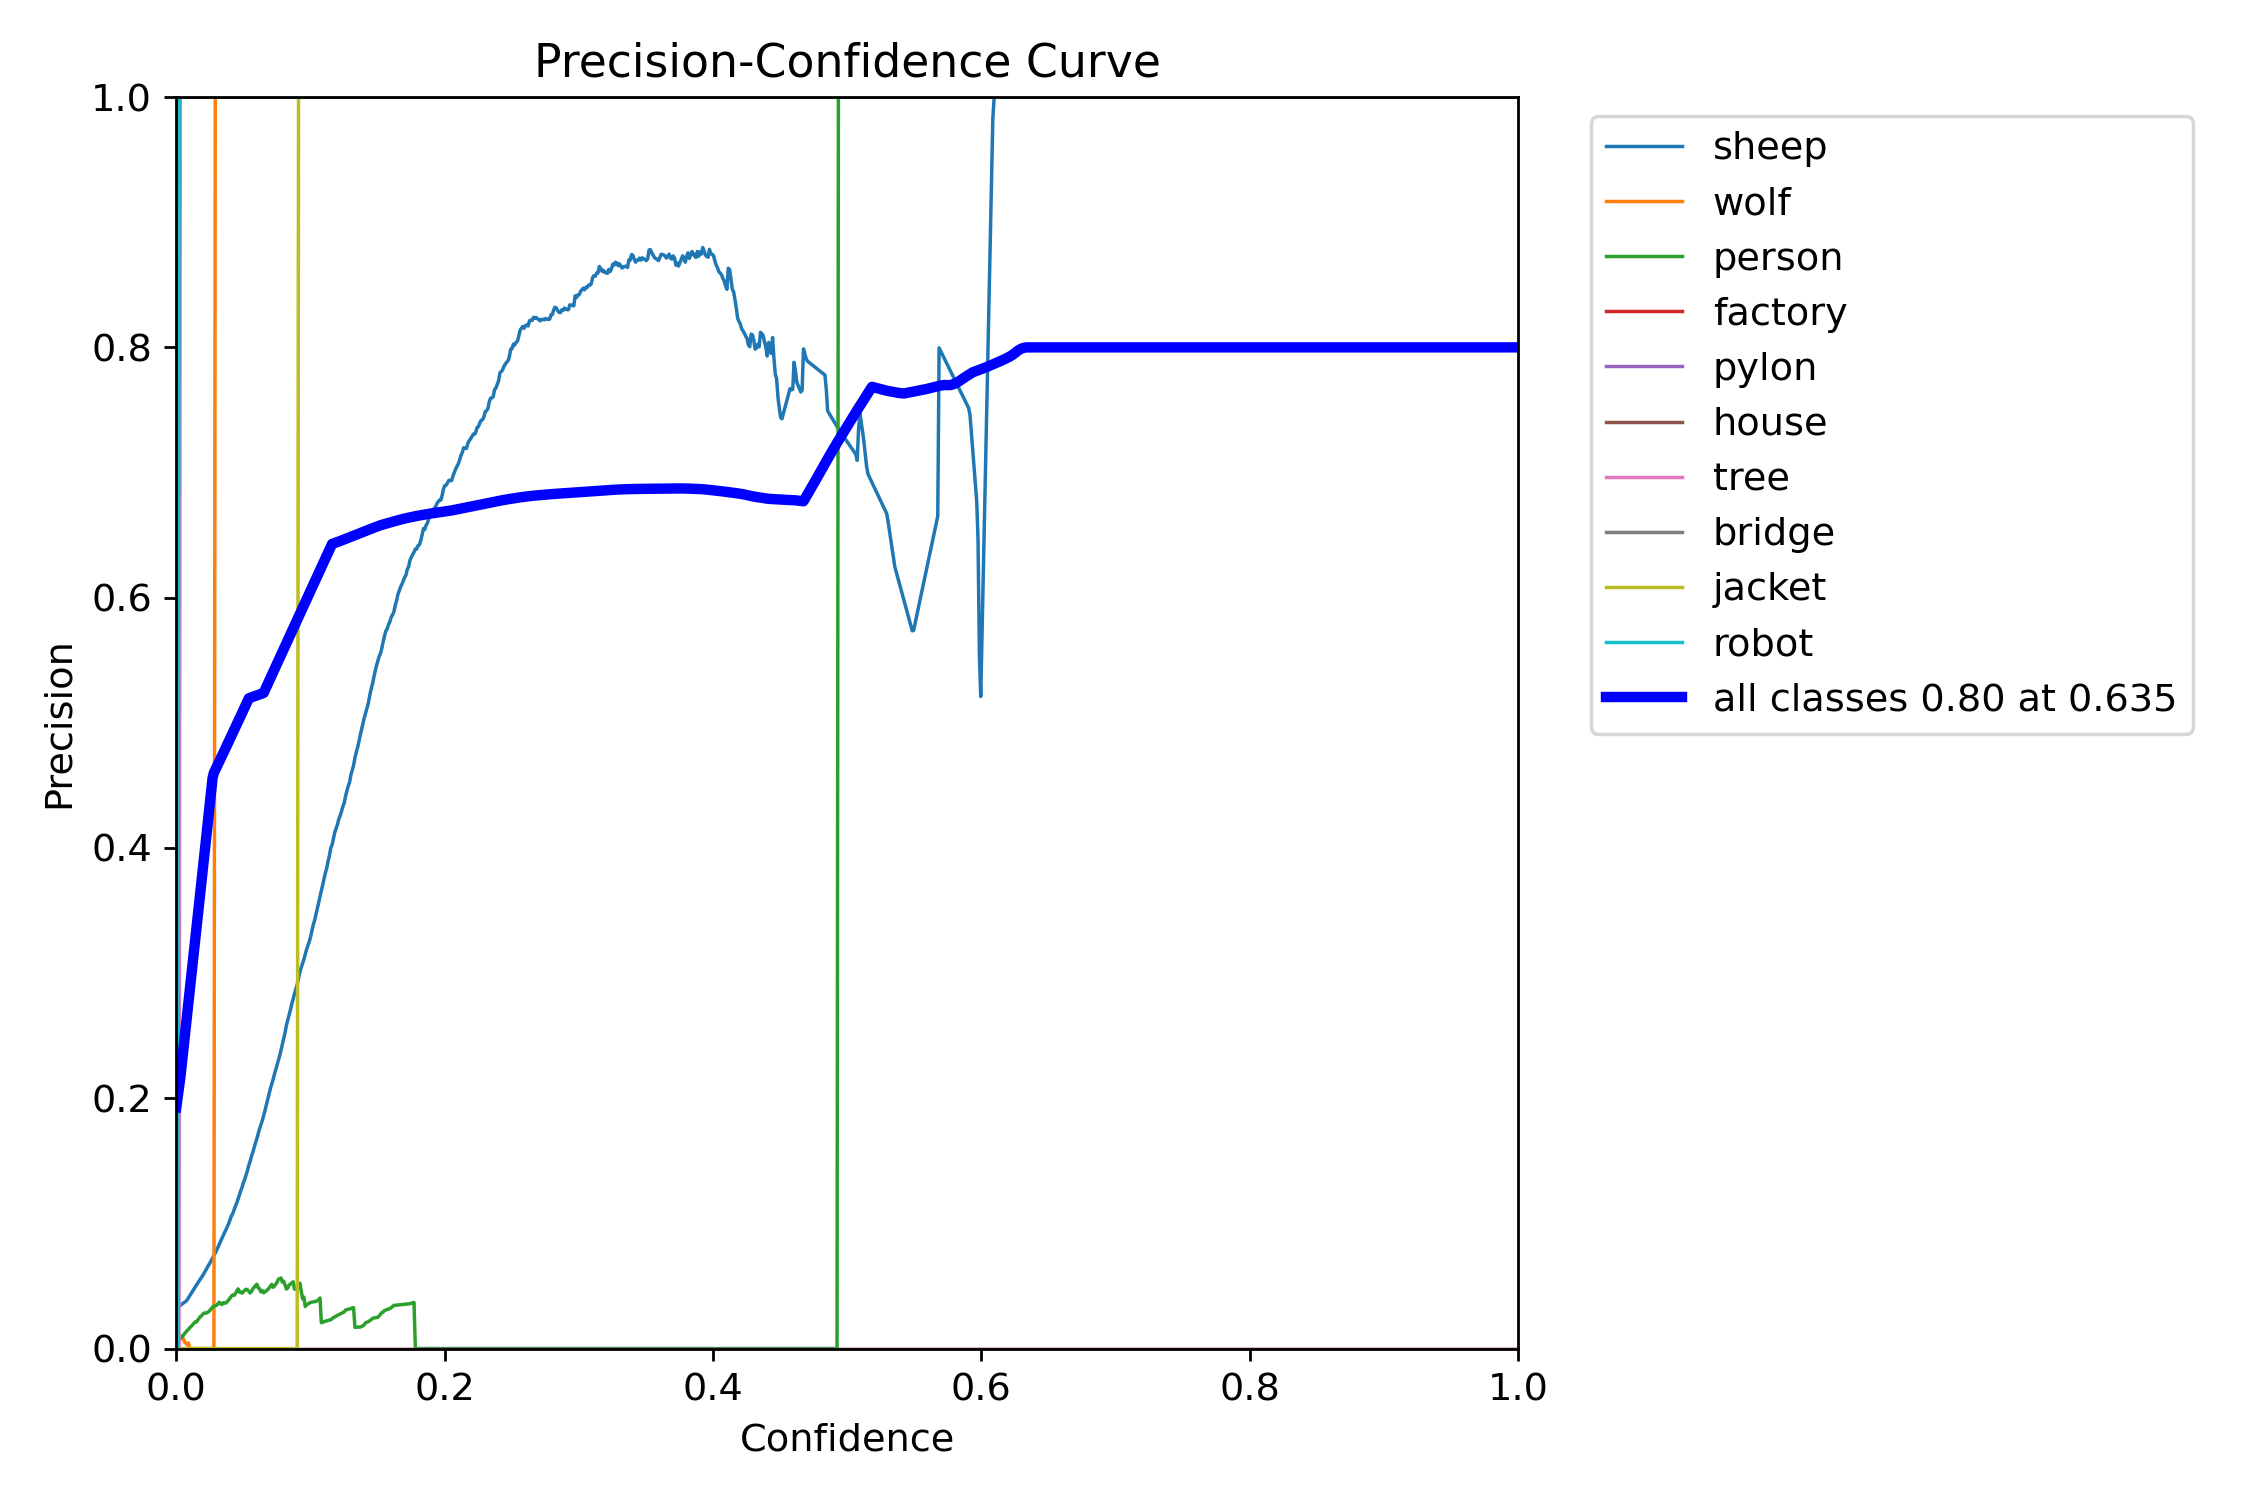 Precision-Confidence Curve
1.0
0.8
0.6
0.4
0.2
0.0
Precision
0.0 0.2 0.4 0.6 0.8 1.0
Confidence
sheep
wolf
person
factory
pylon
house
tree
bridge
jacket
robot
all classes 0.80 at 0.635